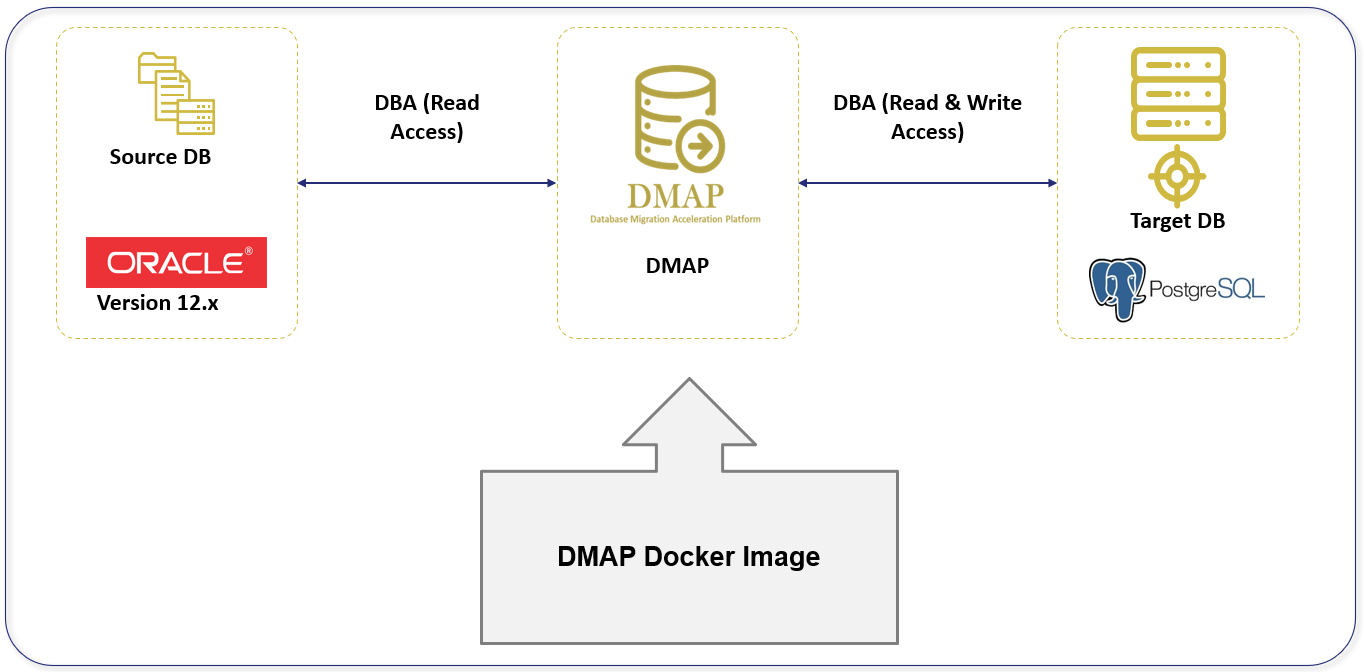 Source DB
ORACLE®
Version 12.x
DBA (Read
Access)
DMAP
Database Migration Acceleration Platform
DMAP
DBA (Read & Write
Access)
Target DB
PostgreSQL
DMAP Docker Image